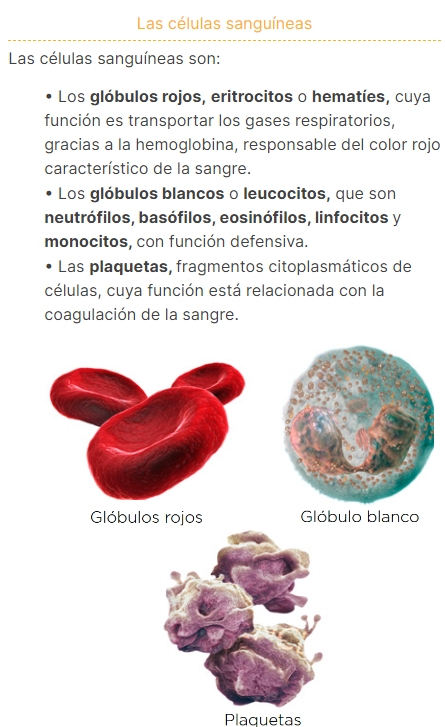 Las células sanguíneas
Las células sanguíneas son:
• Los glóbulos rojos, eritrocitos o hematíes, cuya
función es transportar los gases respiratorios,
gracias a la hemoglobina, responsable del color rojo
característico de la sangre.
• Los glóbulos blancos o leucocitos, que son
neutrófilos, basófilos, eosinófilos, linfocitos y
monocitos, con función defensiva.
• Las plaquetas, fragmentos citoplasmáticos de
células, cuya función está relacionada con la
coagulación de la sangre.
Glóbulos rojos
Glóbulo blanco
Plaquetas